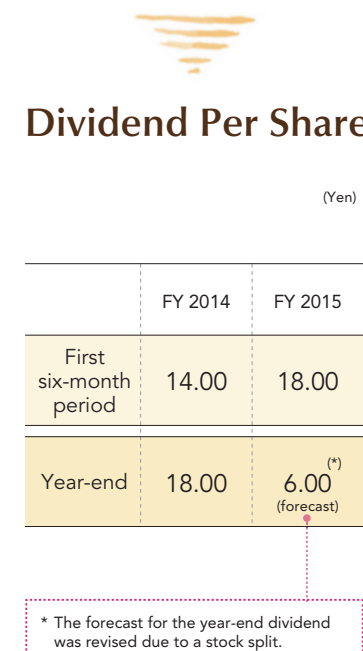 Dividend Per Share
(Yen)
FY 2014 FY 2015
First
six-month
period
14.00 18.00
Year-end 18.00 6.00 (*)
(forecast)
* The forecast for the year-end dividend
was revised due to a stock split.